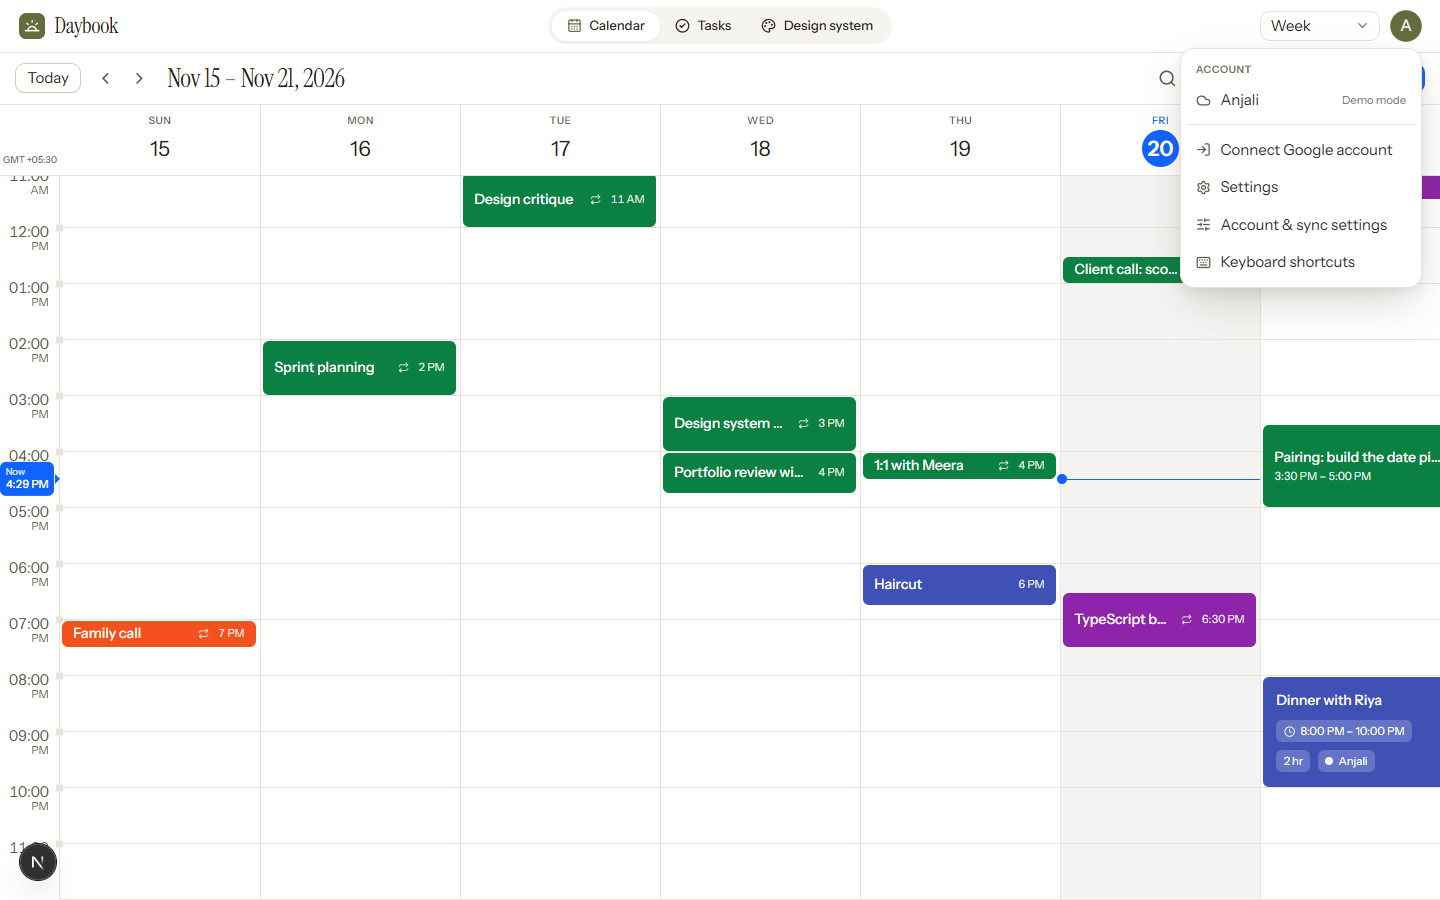 Daybook
Calendar
Tasks
Design system
Week
A
Today
Nov 15 – Nov 21, 2026
ACCOUNT
Anjali
Demo mode
Connect Google account
Settings
Account & sync settings
Keyboard shortcuts
GMT +05:30
SUN
15
MON
16
TUE
17
WED
18
THU
19
FRI
20
11:00
AM
12:00
PM
01:00
PM
02:00
PM
03:00
PM
04:00
Now
4:29 PM
05:00
PM
06:00
PM
07:00
PM
08:00
PM
09:00
PM
10:00
PM
Family call
7 PM
Sprint planning
2 PM
Design critique
11 AM
Design system ...
3 PM
Portfolio review wi...
4 PM
1:1 with Meera
4 PM
Haircut
6 PM
Client call: sco...
TypeScript b...
6:30 PM
Pairing: build the date pi...
3:30 PM – 5:00 PM
Dinner with Riya
8:00 PM – 10:00 PM
2 hr
Anjali
N